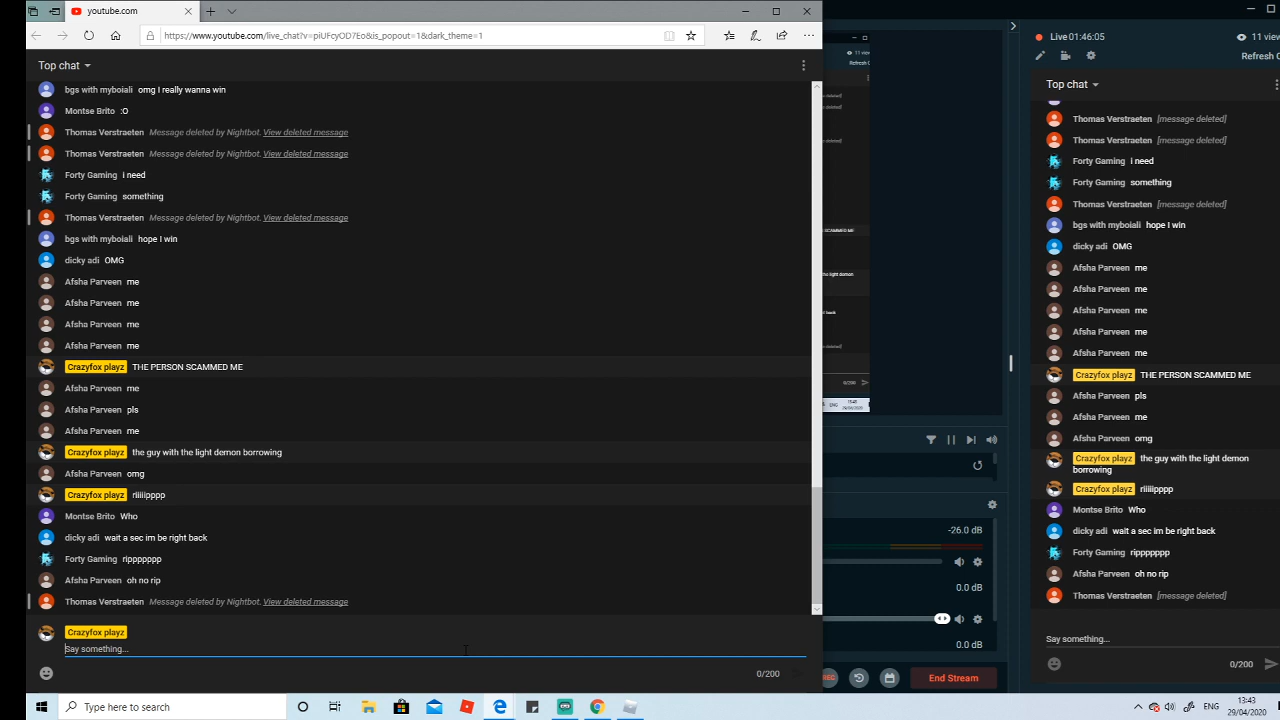 youtube.com
https://www.youtube.com/live_chat?v=piUFcyOD7Eo&is_popout=1&dark_theme=1
Top chat
bgs with myboiali omg I really wanna win
Montse Brito :O
Thomas Verstraeten Message deleted by Nightbot. View deleted message
Thomas Verstraeten Message deleted by Nightbot. View deleted message
Forty Gaming i need
Forty Gaming something
Thomas Verstraeten Message deleted by Nightbot. View deleted message
bgs with myboiali hope I win
dicky adi OMG
Afsha Parveen me
Afsha Parveen me
Afsha Parveen me
Afsha Parveen me
Crazyfox playz THE PERSON SCAMMED ME
Afsha Parveen me
Afsha Parveen pls
Afsha Parveen me
Crazyfox playz the guy with the light demon borrowing
Afsha Parveen omg
Crazyfox playz riiiiipppp
Montse Brito Who
dicky adi wait a sec im be right back
Forty Gaming rippppppp
Afsha Parveen oh no rip
Thomas Verstraeten Message deleted by Nightbot. View deleted message
Crazyfox playz
Say something...
0/200
SCAMMED ME
the light demon
back
0/200
ENG
Live 01:46:05
11 view
Refresh C
Top chat
Thomas Verstraeten [message deleted]
Thomas Verstraeten [message deleted]
Forty Gaming i need
Forty Gaming something
Thomas Verstraeten [message deleted]
bgs with myboiali hope I win
dicky adi OMG
Afsha Parveen me
Afsha Parveen me
Afsha Parveen me
Afsha Parveen me
Afsha Parveen me
Crazyfox playz THE PERSON SCAMMED ME
Afsha Parveen pls
Afsha Parveen me
Afsha Parveen omg
Crazyfox playz the guy with the light demon
borrowing
Crazyfox playz riiiiipppp
Montse Brito Who
dicky adi wait a sec im be right back
Forty Gaming rippppppp
Afsha Parveen oh no rip
Thomas Verstraeten [message deleted]
Say something...
0/200
-26.0 dB
0.0 dB
0.0 dB
REC
End Stream
Type here to search
ENG
13:43
29/04/2020